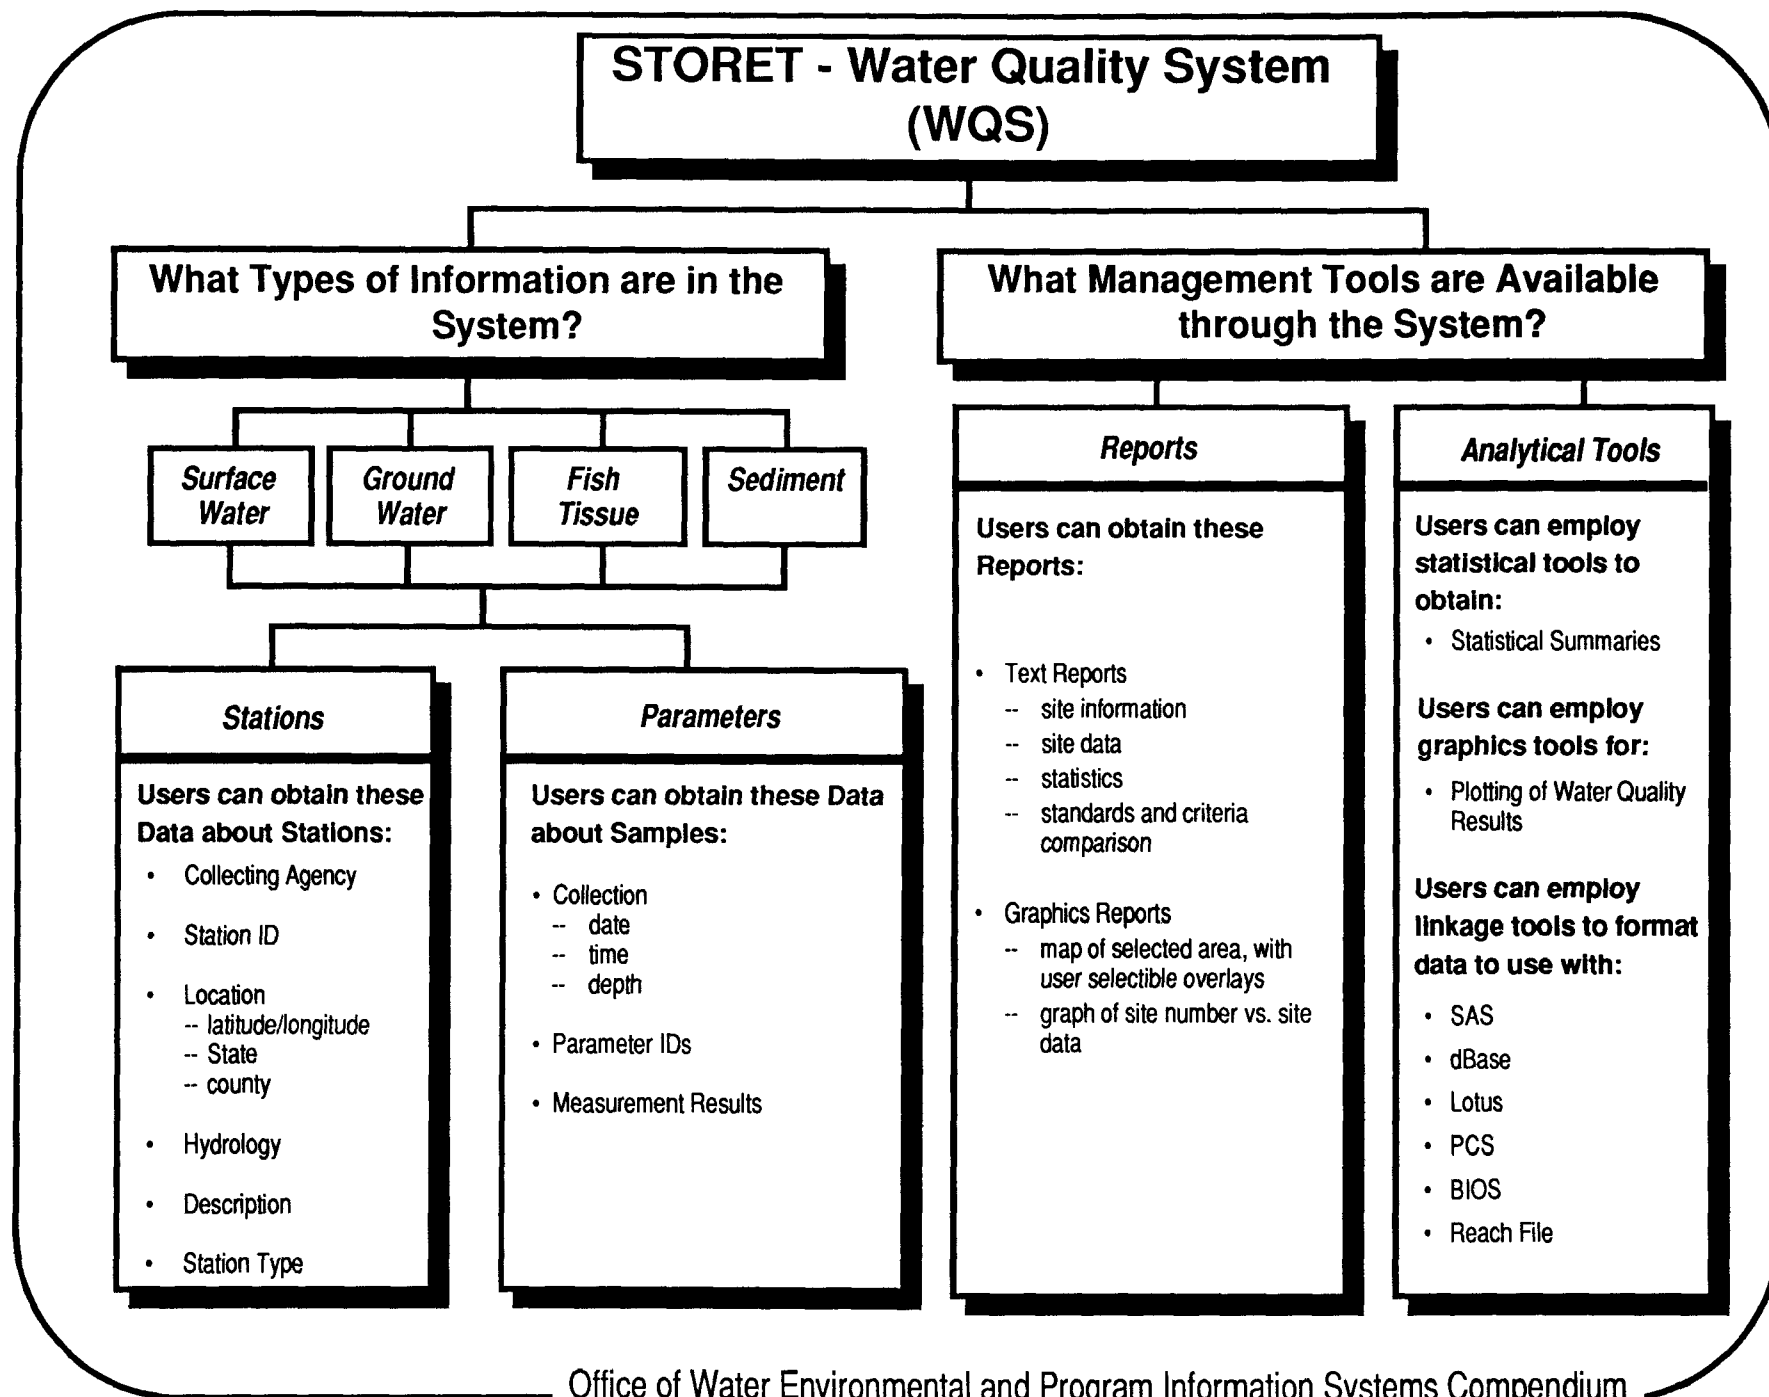 STORET - Water Quality System
(WQS)
What Types of Information are in the
System?
What Management Tools are Available
through the System?
Surface
Water
Ground
Water
Fish
Tissue
Sediment
Stations
Users can obtain these
Data about Stations:
• Collecting Agency
• Station ID
• Location
-- latitude/longitude
-- State
-- county
• Hydrology
• Description
• Station Type
Parameters
Users can obtain these Data
about Samples:
• Collection
-- date
-- time
-- depth
• Parameter IDs
• Measurement Results
Reports
Users can obtain these
Reports:
• Text Reports
-- site information
-- site data
-- statistics
-- standards and criteria
comparison
• Graphics Reports
-- map of selected area, with
user selectible overlays
-- graph of site number vs. site
data
Analytical Tools
Users can employ
statistical tools to
obtain:
• Statistical Summaries
Users can employ
graphics tools for:
• Plotting of Water Quality
Results
Users can employ
linkage tools to format
data to use with:
• SAS
• dBase
• Lotus
• PCS
• BIOS
• Reach File
Office of Water Environmental and Program Information Systems Compendium